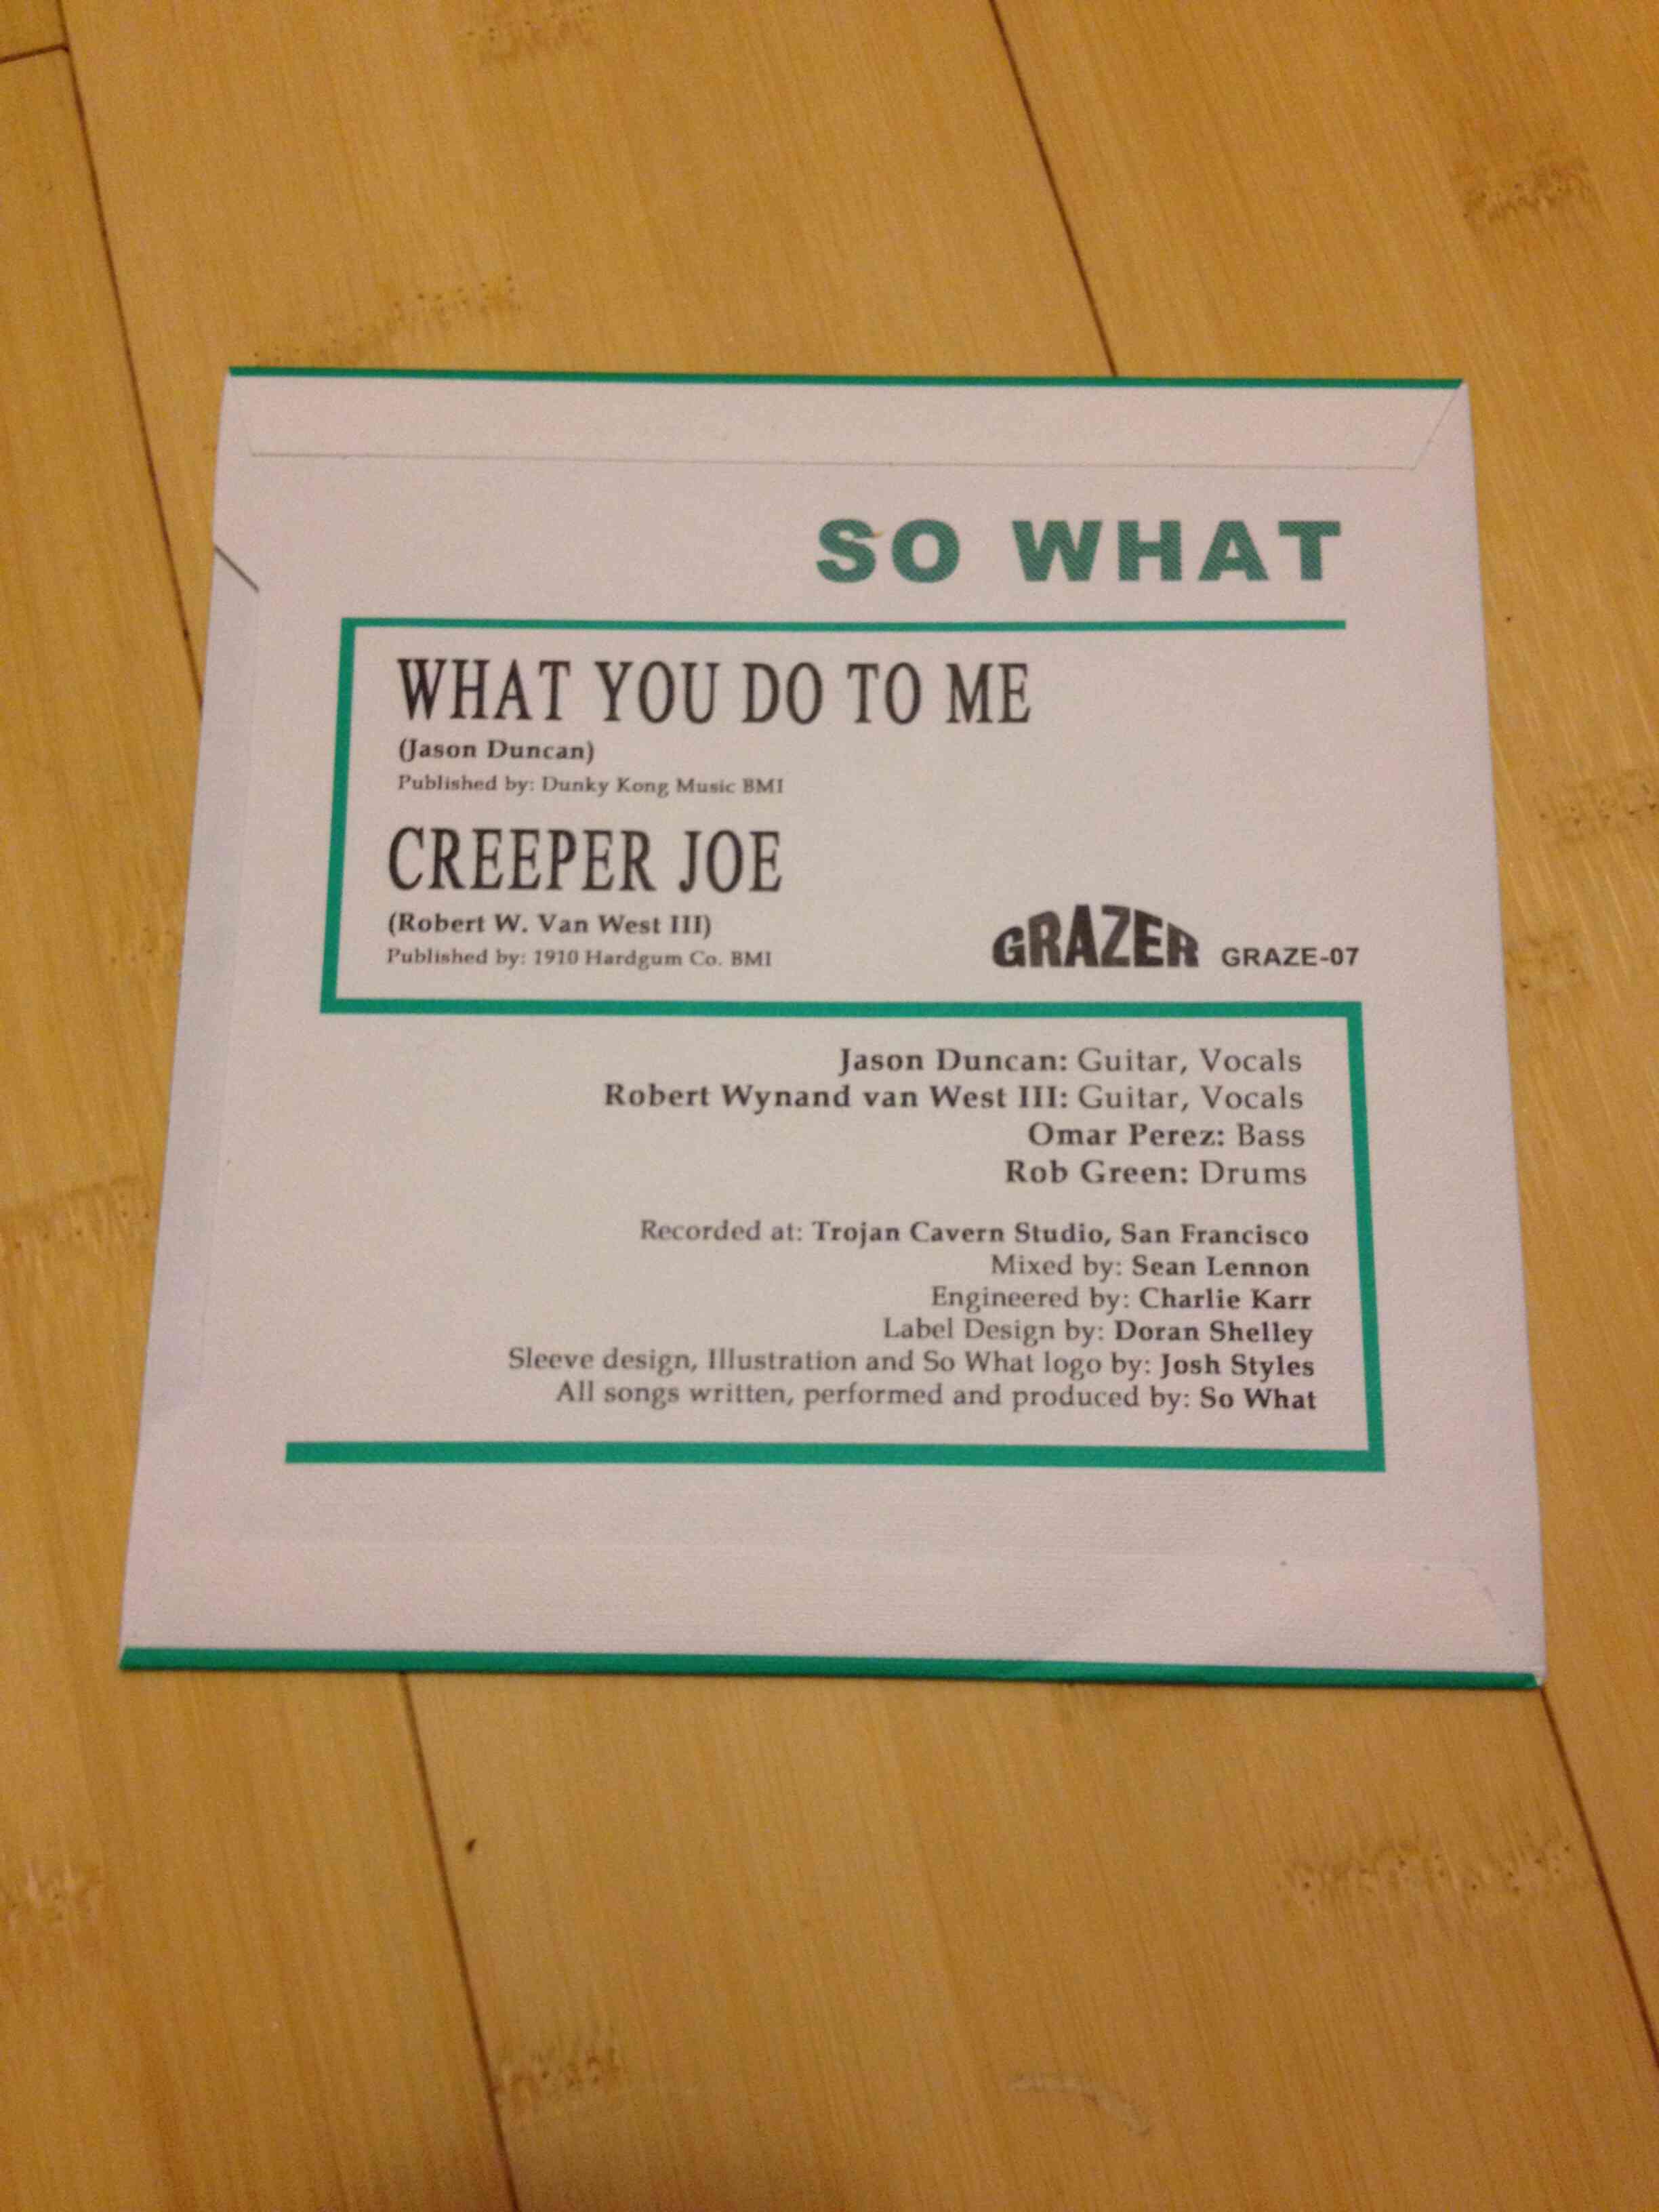 SO WHAT
WHAT YOU DO TO ME
(Jason Duncan)
Published by: Dunky Kong Music BMI
CREEPER JOE
(Robert W. Van West III)
Published by: 1910 Hardgum Co. BMI
GRAZER GRAZE-07
Jason Duncan: Guitar, Vocals
Robert Wynand van West III: Guitar, Vocals
Omar Perez: Bass
Rob Green: Drums
Recorded at: Trojan Cavern Studio, San Francisco
Mixed by: Sean Lennon
Engineered by: Charlie Karr
Label Design by: Doran Shelley
Sleeve design, Illustration and So What logo by: Josh Styles
All songs written, performed and produced by: So What